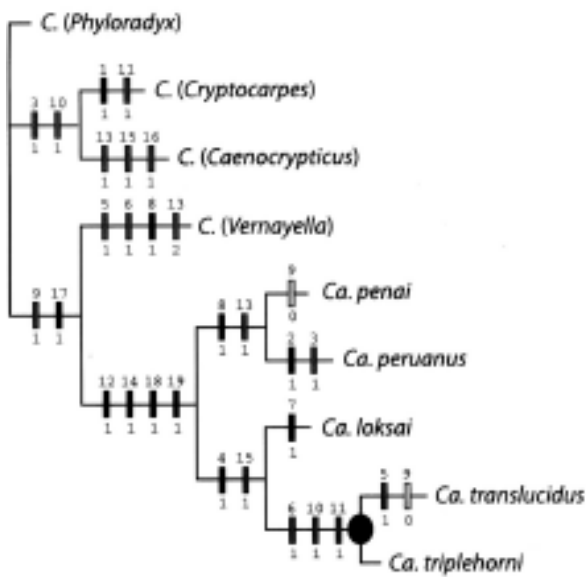 C. (Phyloradyx)
1 11
3 10
C. (Cryptocarpes)
1 1
1 1
13 15 16
C. (Caenocrypticus)
1 1 1
5 6 8 13
C. (Vernayella)
1 1 1 2
9
Ca. penai
9 17
8 13
0
1 1
1 1
2 3
Ca. peruanus
12 14 18 19
1 1
7
1 1 1 1
Ca. loksai
4 15
1
1 1
5 9
Ca. translucidus
6 10 11
1 0
1 1 1
Ca. triplehorni